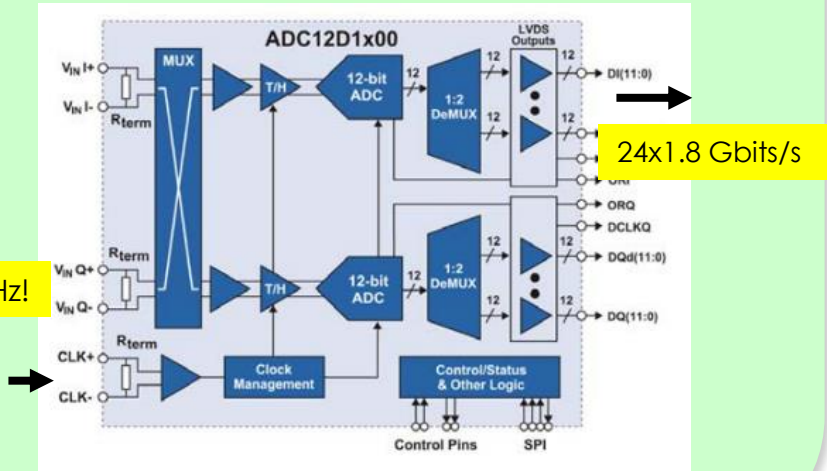 ADC12D1x00
LVDS
Outputs
MUX
VIN I+
VIN I-
Rterm
T/H
12-bit
ADC
12
1:2
DeMUX
12
12
12
12
DI(11:0)
24x1.8 Gbits/s
ORI
ORQ
DCLKQ
Hz!
VIN Q+
VIN Q-
Rterm
T/H
12-bit
ADC
12
1:2
DeMUX
12
12
12
12
DQd(11:0)
DQ(11:0)
Rterm
CLK+
CLK-
Clock
Management
Control/Status
& Other Logic
Control Pins
SPI